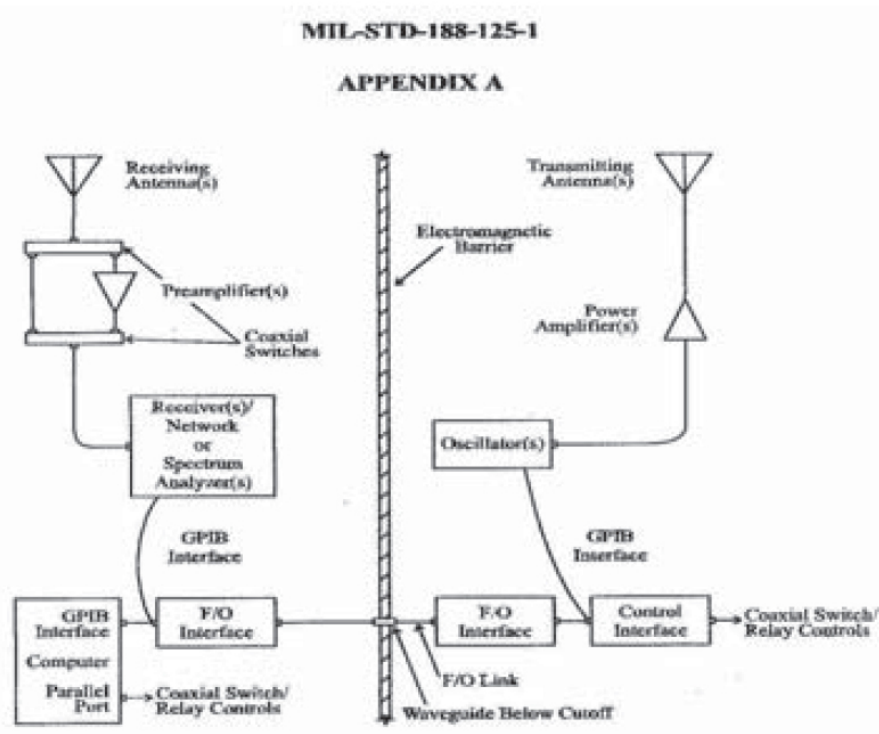 MIL-STD-188-125-1
APPENDIX A
Receiving
Antenna(s)
Transmitting
Antenna(s)
Electromagnetic
Barrier
Preamplifier(s)
Coaxial
Switches
Power
Amplifier(s)
Receiver(s)/
Network
or
Spectrum
Analyzer(s)
Oscillator(s)
GPIB
Interface
GPIB
Interface
GPIB
Interface
Computer
Parallel
Port
F/O
Interface
F/O
Interface
Control
Interface
Coaxial Switch/
Relay Controls
Coaxial Switch/
Relay Controls
F/O Link
Waveguide Below Cutoff